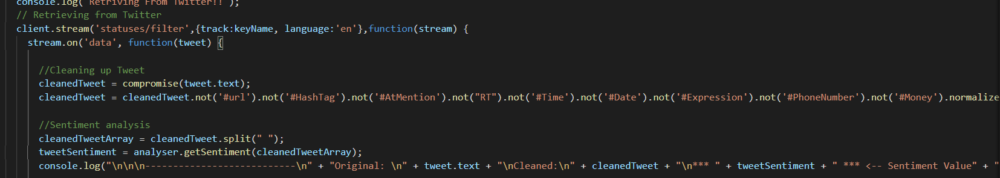 console.log("Retriving From Twitter!!");
// Retrieving from Twitter
client.stream('statuses/filter',{track:keyName, language:'en'},function(stream) {
stream.on('data', function(tweet) {
//Cleaning up Tweet
cleanedTweet = compromise(tweet.text);
cleanedTweet = cleanedTweet.not('#url').not('#HashTag').not('#AtMention').not("RT").not('#Time').not('#Date').not('#Expression').not('#PhoneNumber').not('#Money').normalize
//Sentiment analysis
cleanedTweetArray = cleanedTweet.split(" ");
tweetSentiment = analyser.getSentiment(cleanedTweetArray);
console.log("\n\n\n---------------------------\n" + "Original: \n" + tweet.text + "\nCleaned:\n" + cleanedTweet + "\n*** " + tweetSentiment + " *** <-- Sentiment Value" + "